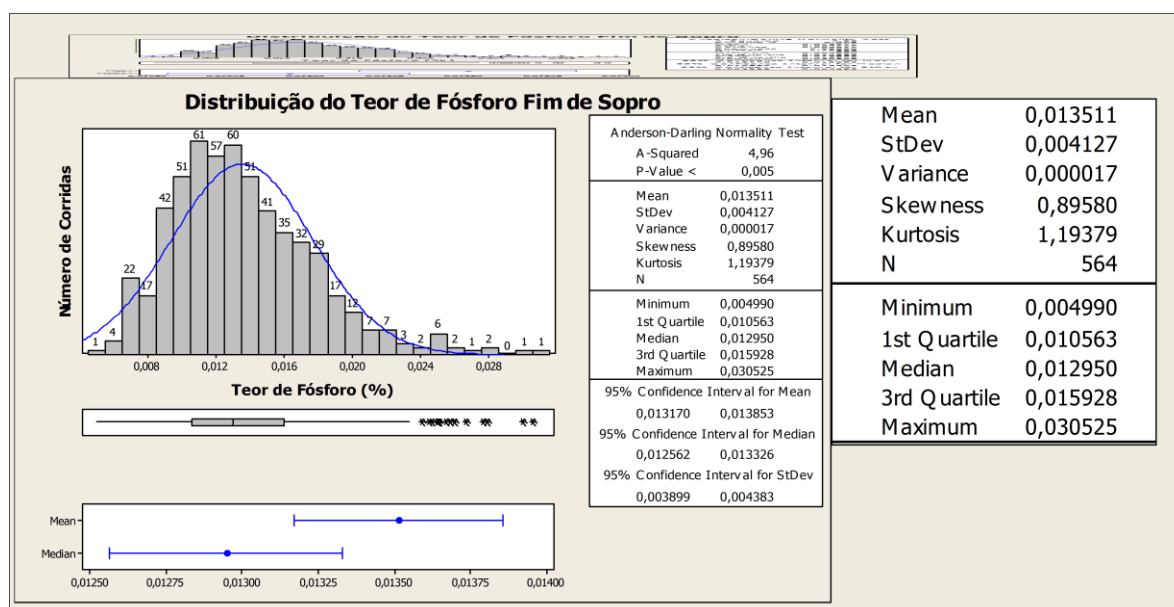 Distribuição do Teor de Fósforo Fim de Sopro
Número de Corridas
1 4 22 17 42 51 61 57 60 51 41 35 32 29 17 12 7 7 3 2 6 2 1 2 0 1 1
0,008 0,012 0,016 0,020 0,024 0,028
Teor de Fósforo (%)
Mean
Median
0,01250 0,01275 0,01300 0,01325 0,01350 0,01375 0,01400
Anderson-Darling Normality Test
A-Squared 4,96
P-Value < 0,005
Mean 0,013511
StDev 0,004127
Variance 0,000017
Skewness 0,89580
Kurtosis 1,19379
N 564
Minimum 0,004990
1st Quartile 0,010563
Median 0,012950
3rd Quartile 0,015928
Maximum 0,030525
95% Confidence Interval for Mean
0,013170 0,013853
95% Confidence Interval for Median
0,012562 0,013326
95% Confidence Interval for StDev
0,003899 0,004383
Mean 0,013511
StDev 0,004127
Variance 0,000017
Skewness 0,89580
Kurtosis 1,19379
N 564
Minimum 0,004990
1st Quartile 0,010563
Median 0,012950
3rd Quartile 0,015928
Maximum 0,030525